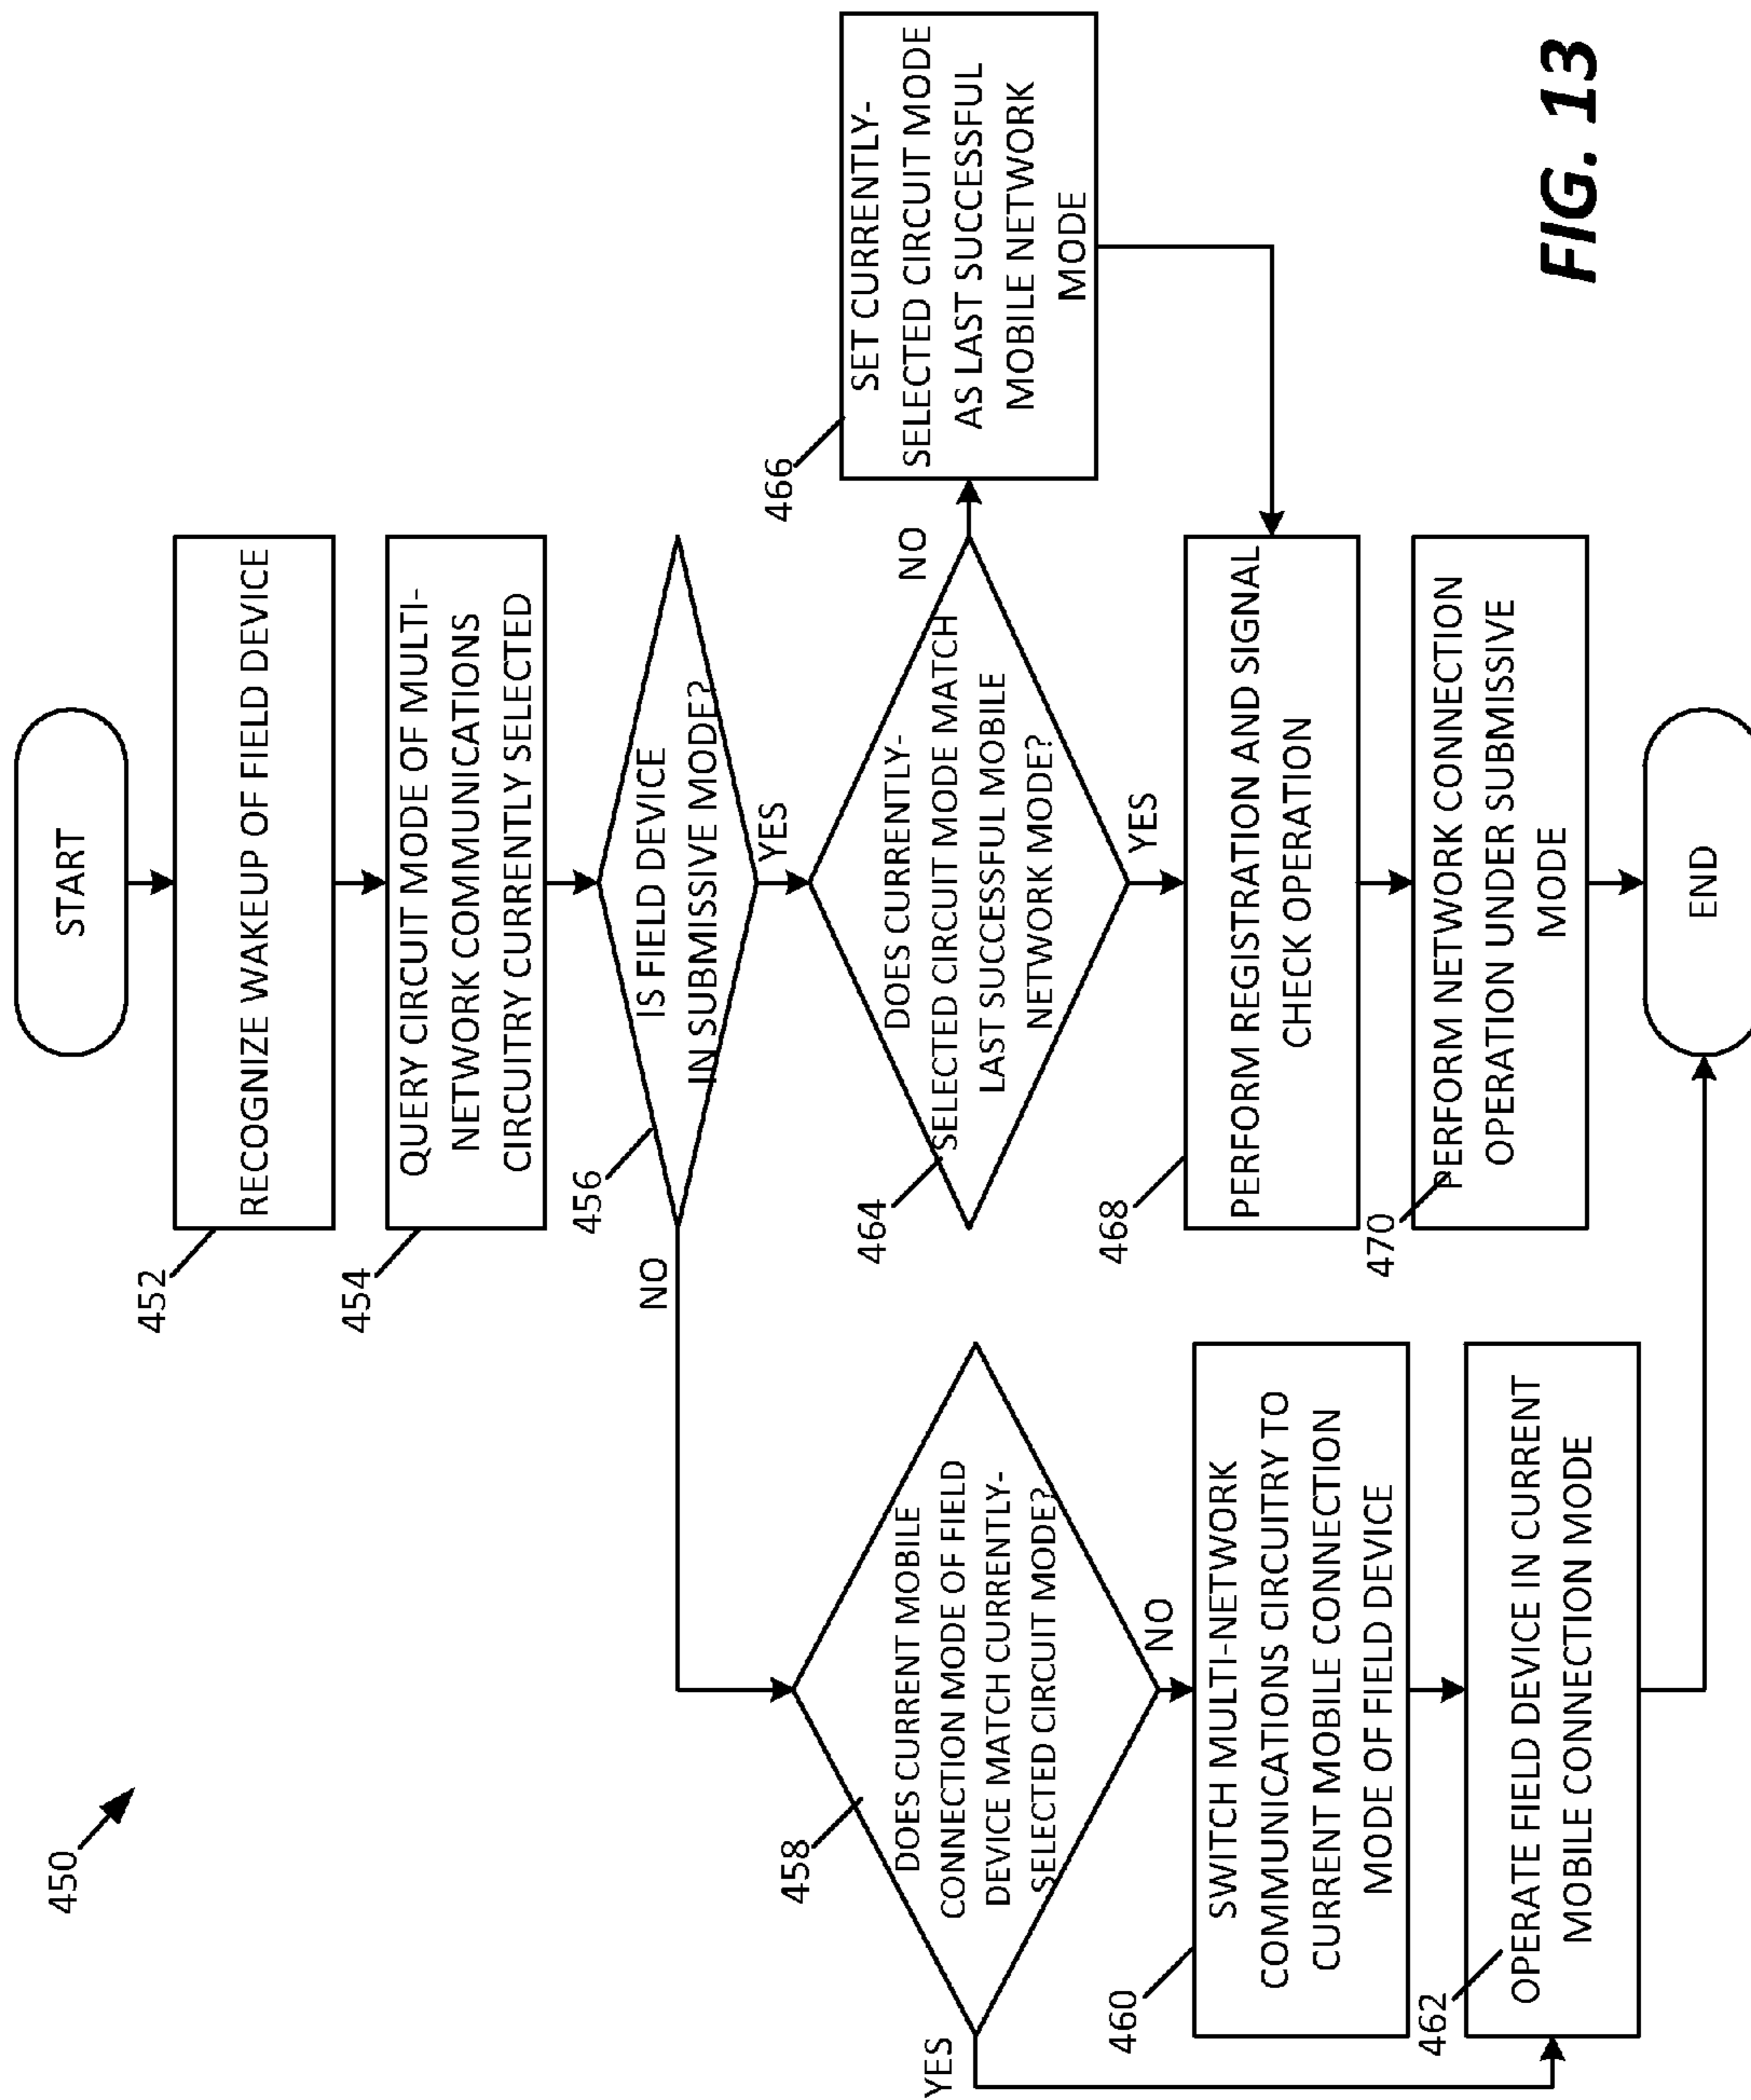 450
START
452
RECOGNIZE WAKEUP OF FIELD DEVICE
454
QUERY CIRCUIT MODE OF MULTI-
NETWORK COMMUNICATIONS
CIRCUITRY CURRENTLY SELECTED
456
IS FIELD DEVICE
IN SUBMISSIVE MODE?
NO
YES
458
DOES CURRENT MOBILE
CONNECTION MODE OF FIELD
DEVICE MATCH CURRENTLY-
SELECTED CIRCUIT MODE?
YES
NO
460
SWITCH MULTI-NETWORK
COMMUNICATIONS CIRCUITRY TO
CURRENT MOBILE CONNECTION
MODE OF FIELD DEVICE
462
OPERATE FIELD DEVICE IN CURRENT
MOBILE CONNECTION MODE
464
DOES CURRENTLY-
SELECTED CIRCUIT MODE MATCH
LAST SUCCESSFUL MOBILE
NETWORK MODE?
NO
YES
466
SET CURRENTLY-
SELECTED CIRCUIT MODE
AS LAST SUCCESSFUL
MOBILE NETWORK
MODE
468
PERFORM REGISTRATION AND SIGNAL
CHECK OPERATION
470
PERFORM NETWORK CONNECTION
OPERATION UNDER SUBMISSIVE
MODE
END
FIG. 13